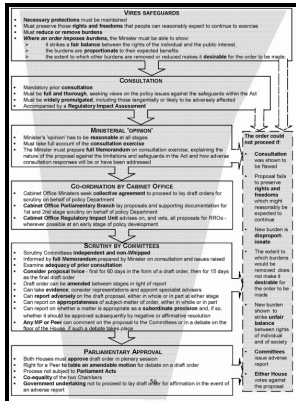 VIRES SAFEGUARDS
• Necessary protections must be maintained
• Must preserve those rights and freedoms that people can reasonably expect to continue to exercise
• Must reduce or remove burdens
• Where an order imposes burdens, the Minister must be able to show:
• it strikes a fair balance between the rights of the individual and the public interest,
• the burdens are proportionate to their expected benefits
• the extent to which other burdens are removed or reduced makes it desirable for the order to be made
CONSULTATION
• Mandatory prior consultation
• Must be full and thorough, seeking views on the policy issues against the safeguards within the Act
• Must be widely promulgated, including those tangentially or likely to be adversely affected
• Accompanied by a Regulatory Impact Assessment
MINISTERIAL 'OPINION'
• Minister's 'opinion' has to be reasonable at all stages
• Must take full account of the consultation exercise
• The Minister must prepare full Memorandum on consultation exercise, explaining
the nature of the proposal against the limitations and safeguards in the Act and how adverse
consultation responses will be or have been addressed
CO-ORDINATION BY CABINET OFFICE
• Cabinet Office Ministers seek collective agreement to proceed to lay draft orders for
scrutiny on behalf of policy Department
• Cabinet Office Parliamentary Branch lay proposals and supporting documentation for
1st and 2nd stage scrutiny on behalf of policy Department
• Cabinet Office Regulatory Impact Unit advises on, and vets, all proposals for RROs -
wherever possible at an early stage of policy development
SCRUTINY BY COMMITTEES
• Scrutiny Committees independent and non-Whipped
• Informed by full Memorandum prepared by Minister on consultation and issues raised
• Examine adequacy of prior consultation
• Consider proposal twice - first for 60 days in the form of a draft order; then for 15 days
as the final draft order
• Draft order can be amended between stages in light of report
• Can take evidence, consider representations and appoint specialist advisers
• Can report adversely on the draft proposal, either in whole or in part at either stage
• Can report on appropriateness of subject-matter of order, either in whole or in part
• Can report on whether a matter is appropriate as a subordinate provision and, if so,
whether it should be approved subsequently by negative or affirmative resolution
• Any MP or Peer can comment on the proposal to the Committees or in a debate on the
floor of the House, if such a debate takes place
PARLIAMENTARY APPROVAL
• Both Houses must approve draft order in plenary session
• Right for a Peer to table an amendable motion for debate on a draft order
• Process not subject to Parliament Acts
• Co-equality of the two Chambers
• Government undertaking not to proceed to lay draft order for affirmation in the event of
an adverse report
56
The order could
not proceed if
• Consultation
was shown to
be flawed
• Proposal fails
to preserve
rights and
freedoms
which might
reasonably be
expected to
continue
• New burden is
disproport-
ionate
• The extent to
which burdens
would be
removed does
not make it
desirable for
the order to be
made
• New burden
shown to
strike unfair
balance
between rights
of individual
and of society
• Committees
issue adverse
report
• Either House
votes against
the proposal